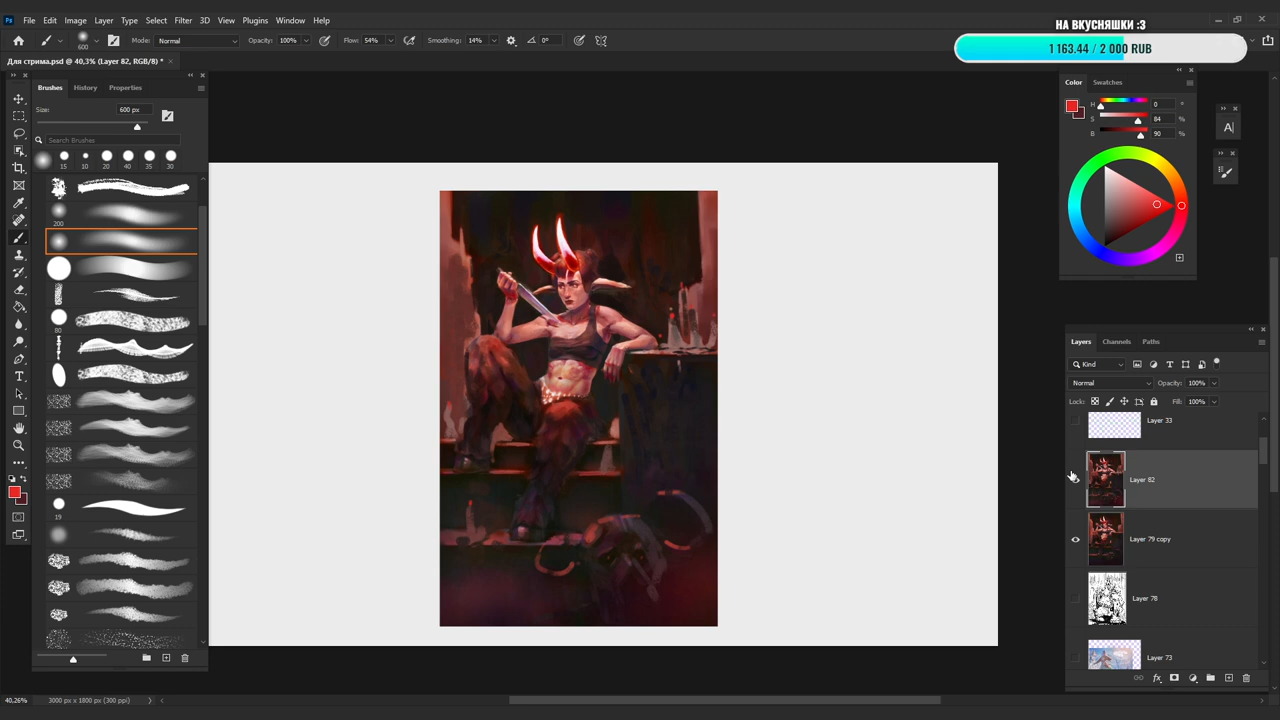 Ps File Edit Image Layer Type Select Filter 3D View Plugins Window Help
НА ВКУСНЯШКИ :3
1 163.44 / 2 000 RUB
600 Mode: Normal Opacity: 100% Flow: 54% Smoothing: 14% 0°
Для стрима.psd @ 40,3% (Layer 82, RGB/8) *
Brushes History Properties
Size: 600 px
Search Brushes
15 10 20 40 35 30
200
80
19
Color Swatches
H 0 °
S 84 %
B 90 %
A|
Layers Channels Paths
Kind
Normal Opacity: 100%
Lock: Fill: 100%
Layer 33
Layer 82
Layer 79 copy
Layer 78
Layer 73
fx
40,26% 3000 px x 1800 px (300 ppi)